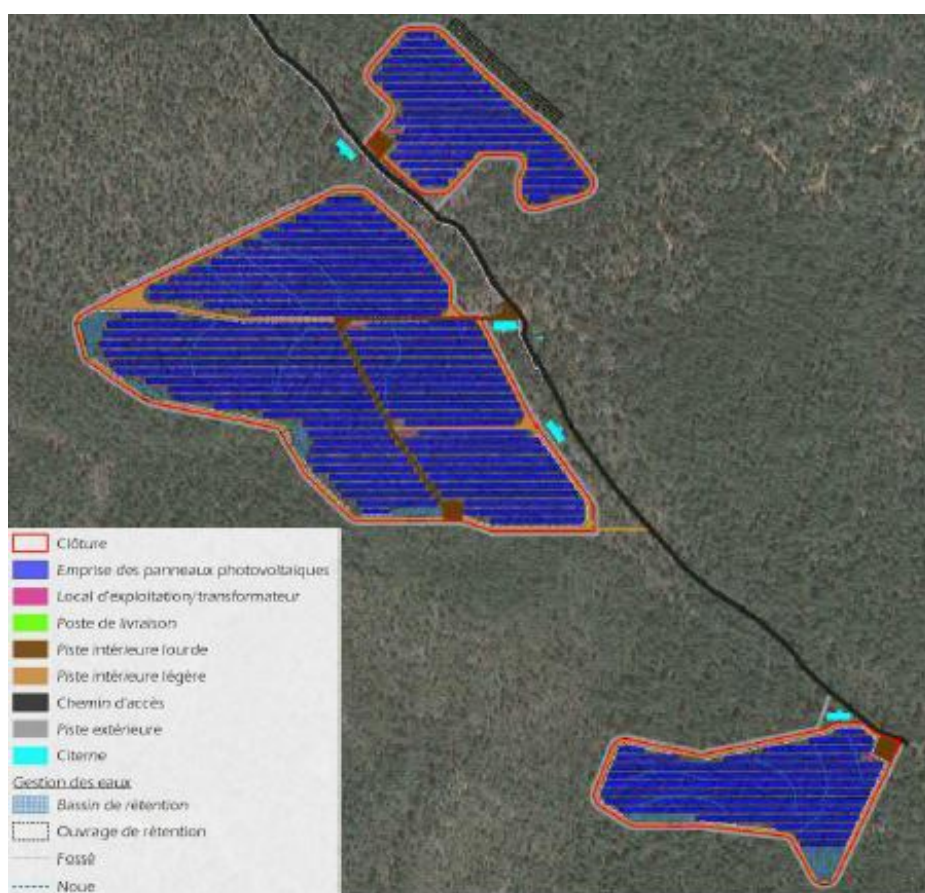 Clôture
Emprise des panneaux photovoltaïques
Local d'exploitation/transformateur
Poste de livraison
Piste intérieure lourde
Piste intérieure légère
Chemin d'accès
Piste extérieure
Citerne
Gestion des eaux
Bassin de rétention
Ouvrage de rétention
Fossé
Noue